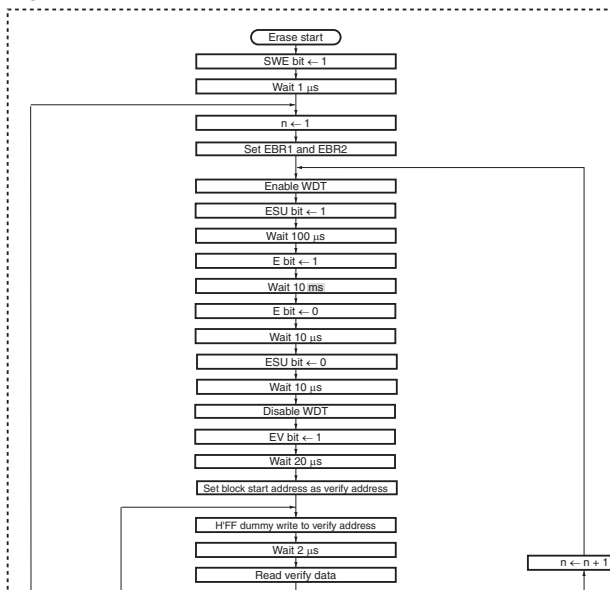 Erase start
SWE bit ← 1
Wait 1 μs
n ← 1
Set EBR1 and EBR2
Enable WDT
ESU bit ← 1
Wait 100 μs
E bit ← 1
Wait 10 ms
E bit ← 0
Wait 10 μs
ESU bit ← 0
Wait 10 μs
Disable WDT
EV bit ← 1
Wait 20 μs
Set block start address as verify address
H'FF dummy write to verify address
Wait 2 μs
n ← n + 1
Read verify data